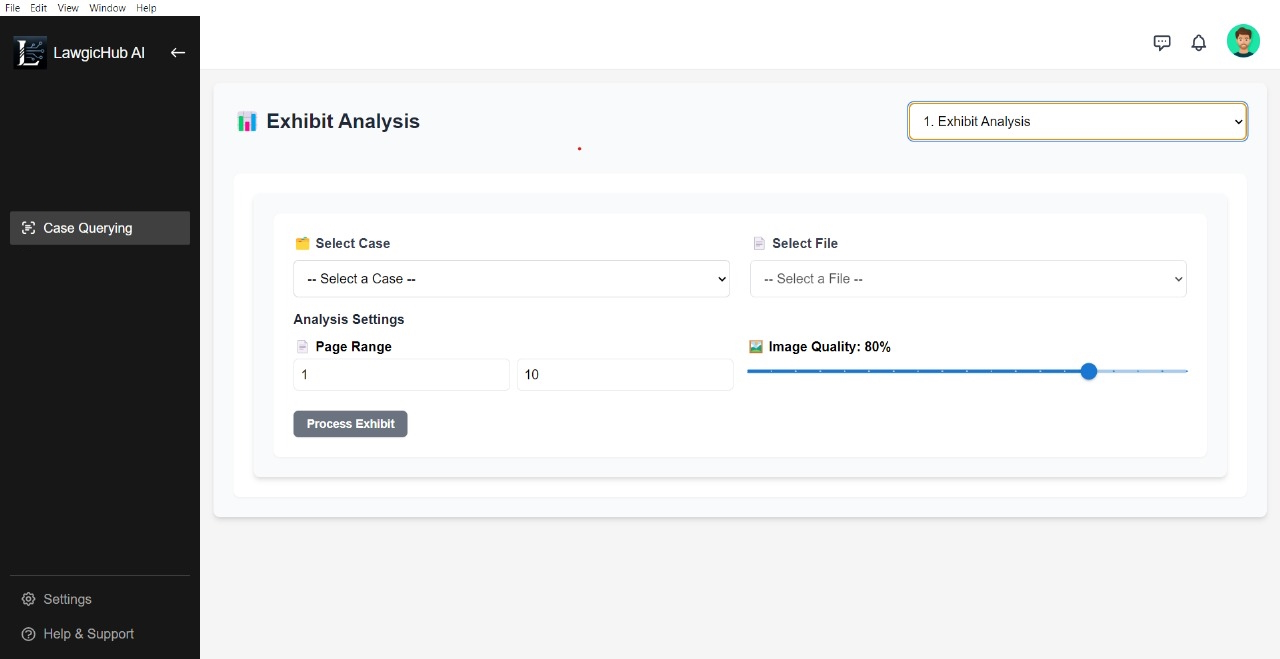 File Edit View Window Help
LawgicHub AI
Exhibit Analysis
1. Exhibit Analysis
Case Querying
Select Case
Select File
-- Select a Case --
-- Select a File --
Analysis Settings
Page Range
Image Quality: 80%
1
10
Process Exhibit
Settings
Help & Support